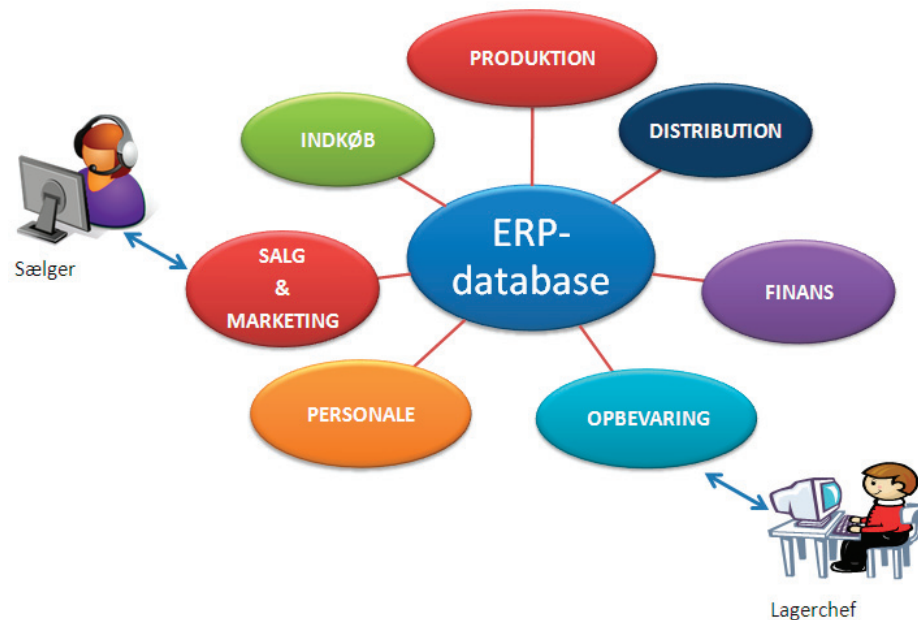 PRODUKTION
INDKØB
DISTRIBUTION
ERP-
database
Sælger
SALG
&
MARKETING
FINANS
PERSONALE
OPBEVARING
Lagerchef